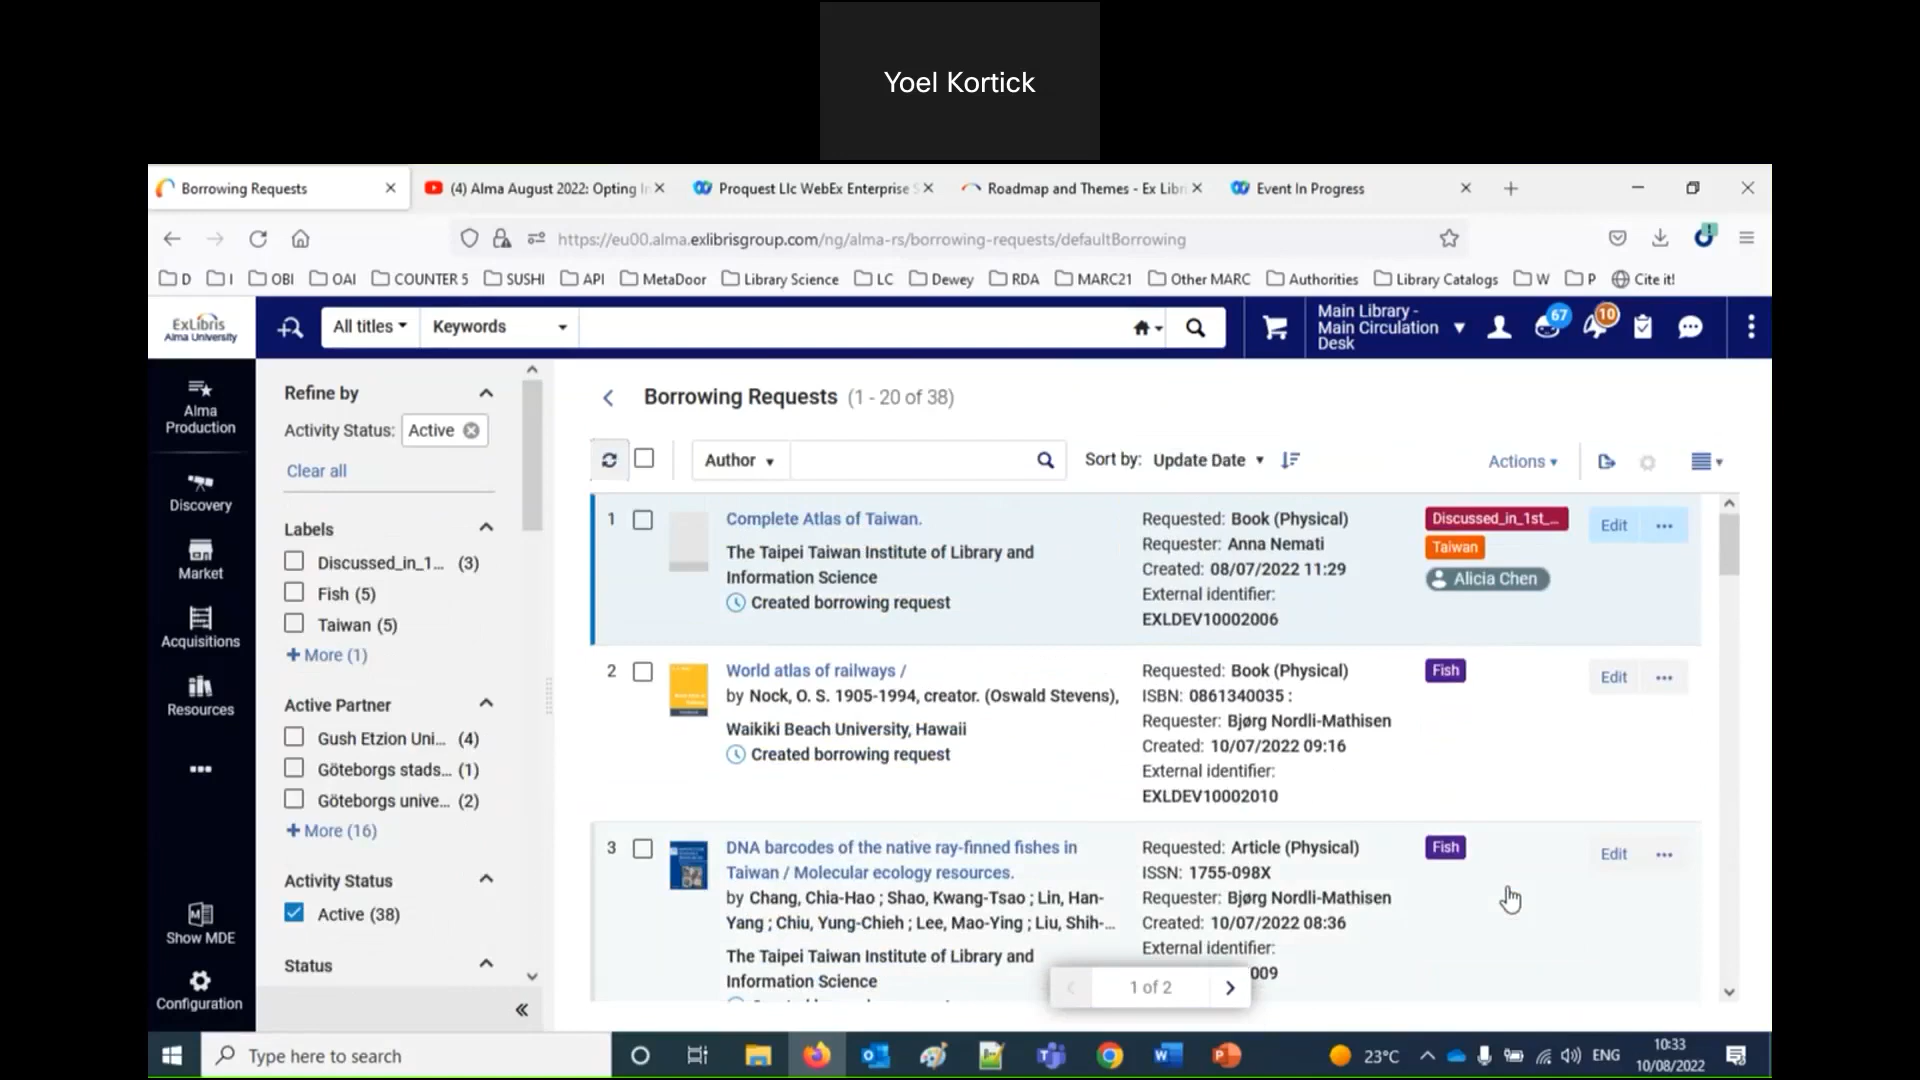 Yoel Kortick
Borrowing Requests
(4) Alma August 2022: Opting In
Proquest Llc WebEx Enterprise S
Roadmap and Themes - Ex Libri
Event In Progress
https://eu00.alma.exlibrisgroup.com/ng/alma-rs/borrowing-requests/defaultBorrowing
D I OBI OAI COUNTER 5 SUSHI API MetaDoor Library Science LC Dewey RDA MARC21 Other MARC Authorities Library Catalogs W P Cite it!
ExLibris
Alma University
All titles
Keywords
Main Library -
Main Circulation
Desk
67
10
Alma
Production
Discovery
Market
Acquisitions
Resources
Show MDE
Configuration
Refine by
Activity Status: Active
Clear all
Labels
Discussed_in_1... (3)
Fish (5)
Taiwan (5)
+ More (1)
Active Partner
Gush Etzion Uni... (4)
Göteborgs stads... (1)
Göteborgs unive... (2)
+ More (16)
Activity Status
Active (38)
Status
Borrowing Requests (1 - 20 of 38)
Author
Sort by: Update Date
Actions
1
Complete Atlas of Taiwan.
The Taipei Taiwan Institute of Library and
Information Science
Created borrowing request
Requested: Book (Physical)
Requester: Anna Nemati
Created: 08/07/2022 11:29
External identifier:
EXLDEV10002006
Discussed_in_1st_...
Taiwan
Alicia Chen
Edit
2
World atlas of railways /
by Nock, O. S. 1905-1994, creator. (Oswald Stevens),
Waikiki Beach University, Hawaii
Created borrowing request
Requested: Book (Physical)
ISBN: 0861340035 :
Requester: Bjørg Nordli-Mathisen
Created: 10/07/2022 09:16
External identifier:
EXLDEV10002010
Fish
Edit
3
DNA barcodes of the native ray-finned fishes in
Taiwan / Molecular ecology resources.
by Chang, Chia-Hao ; Shao, Kwang-Tsao ; Lin, Han-
Yang ; Chiu, Yung-Chieh ; Lee, Mao-Ying ; Liu, Shih-...
The Taipei Taiwan Institute of Library and
Information Science
Requested: Article (Physical)
ISSN: 1755-098X
Requester: Bjørg Nordli-Mathisen
Created: 10/07/2022 08:36
External identifier:
009
Fish
Edit
1 of 2
Type here to search
23°C
ENG
10:33
10/08/2022